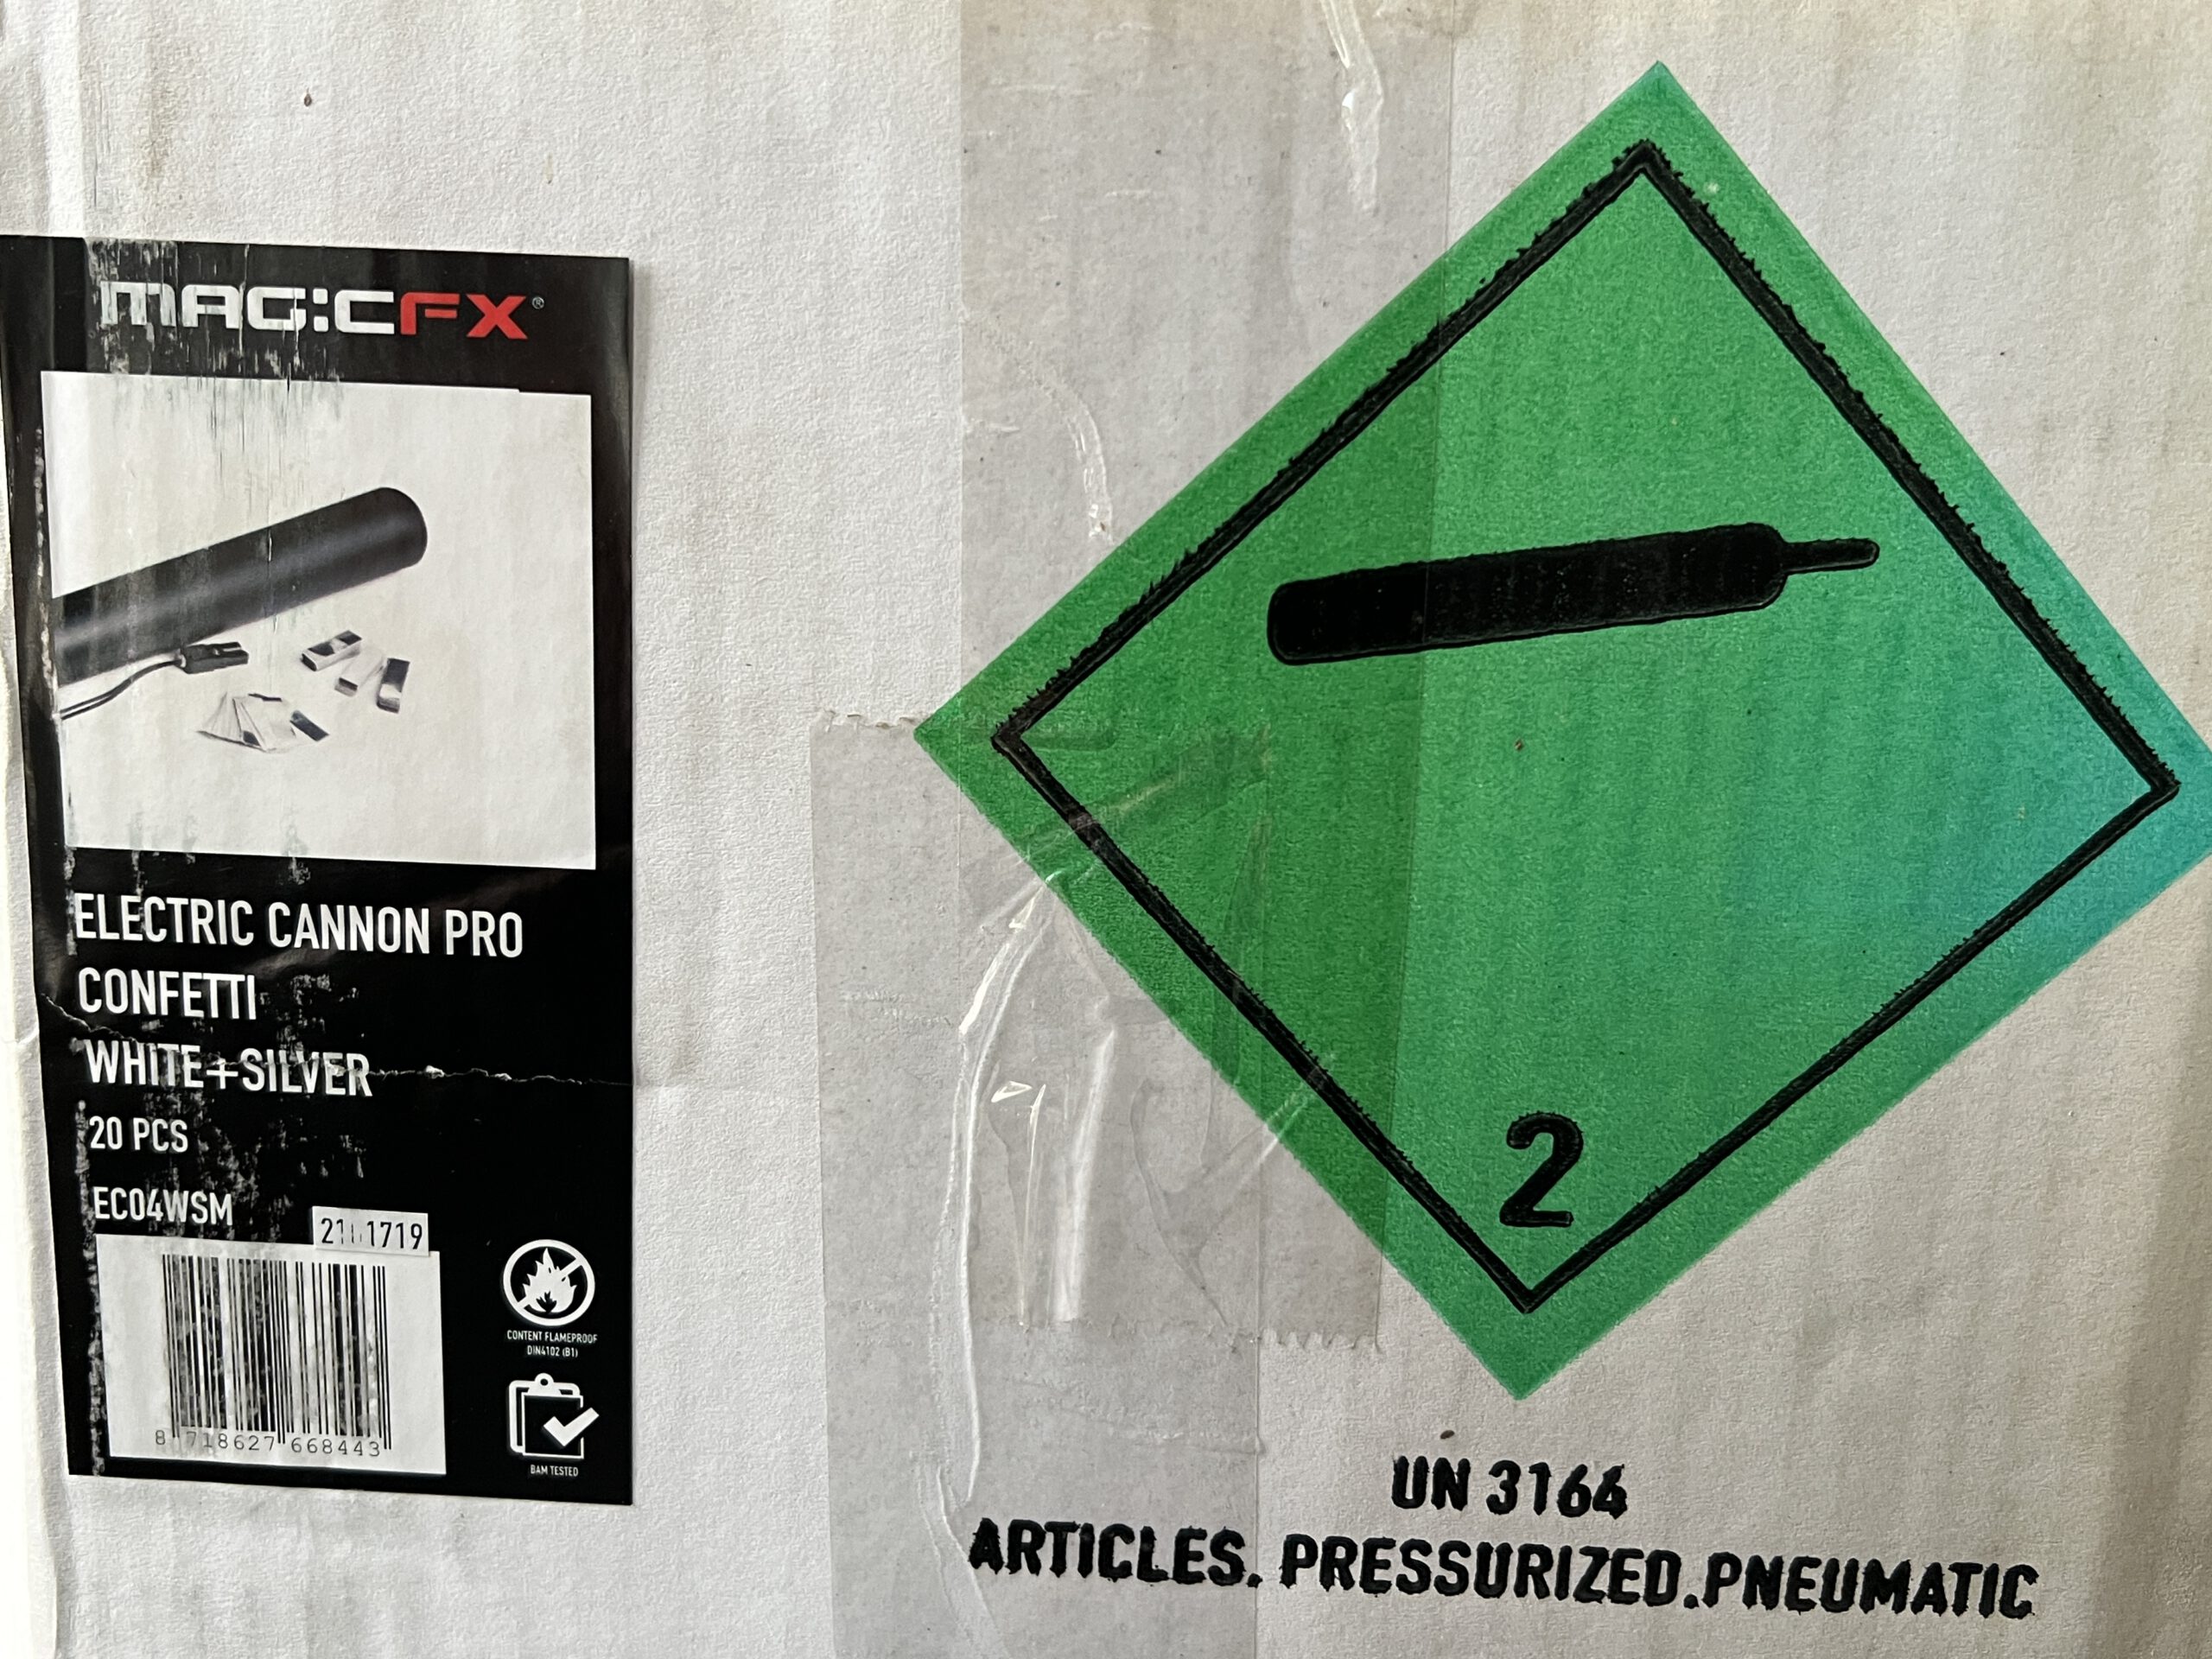 MAGICFX®
ELECTRIC CANNON PRO
CONFETTI
WHITE+SILVER
20 PCS
EC04WSM
1719
8 718627 668443
CONTENT FLAMEPROOF
DIN4102 (B1)
BAM TESTED
2
UN 3164
ARTICLES. PRESSURIZED.PNEUMATIC